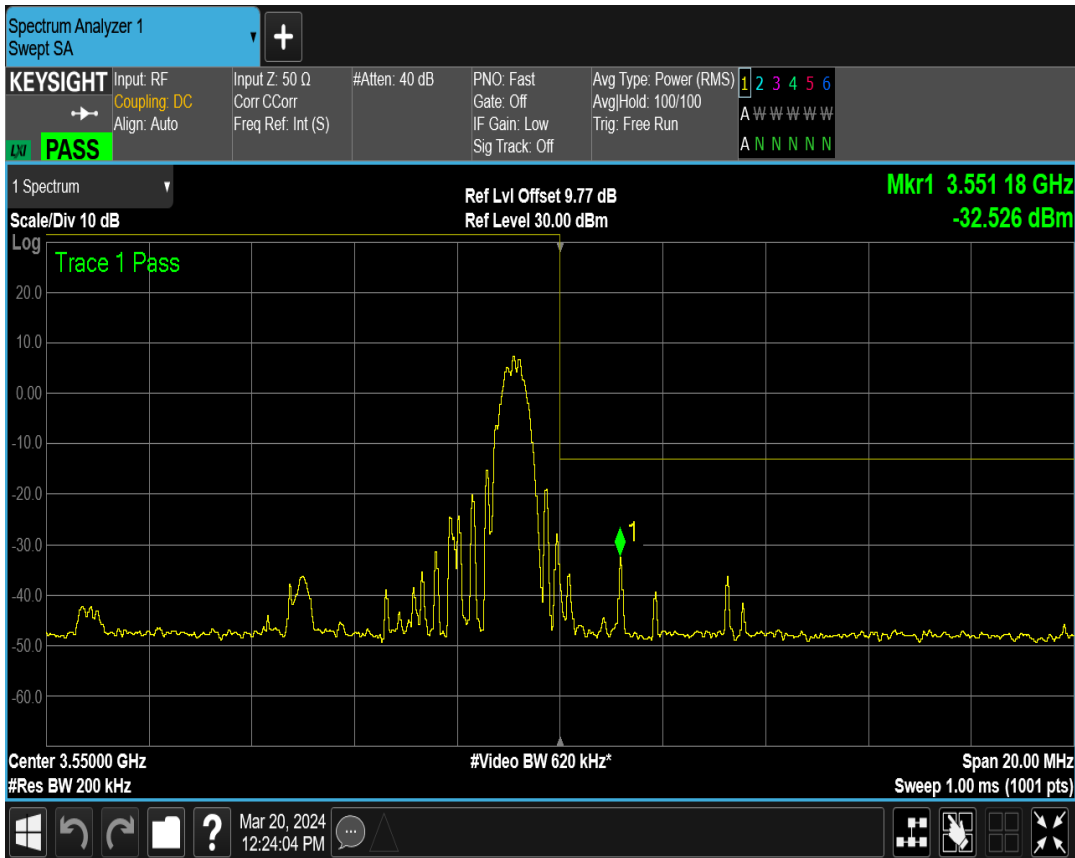 Spectrum Analyzer 1
Swept SA
+
KEYSIGHT
LXI PASS
Input: RF
Coupling: DC
Align: Auto
Input Z: 50 Ω
Corr CCorr
Freq Ref: Int (S)
#Atten: 40 dB
PNO: Fast
Gate: Off
IF Gain: Low
Sig Track: Off
Avg Type: Power (RMS)
Avg|Hold: 100/100
Trig: Free Run
1 2 3 4 5 6
A W W W W W
A N N N N N
1 Spectrum
Scale/Div 10 dB
Ref Lvl Offset 9.77 dB
Ref Level 30.00 dBm
Mkr1 3.551 18 GHz
-32.526 dBm
Log
Trace 1 Pass
20.0
10.0
0.00
-10.0
-20.0
-30.0
-40.0
-50.0
-60.0
1
Center 3.55000 GHz
#Res BW 200 kHz
#Video BW 620 kHz*
Span 20.00 MHz
Sweep 1.00 ms (1001 pts)
?
Mar 20, 2024
12:24:04 PM